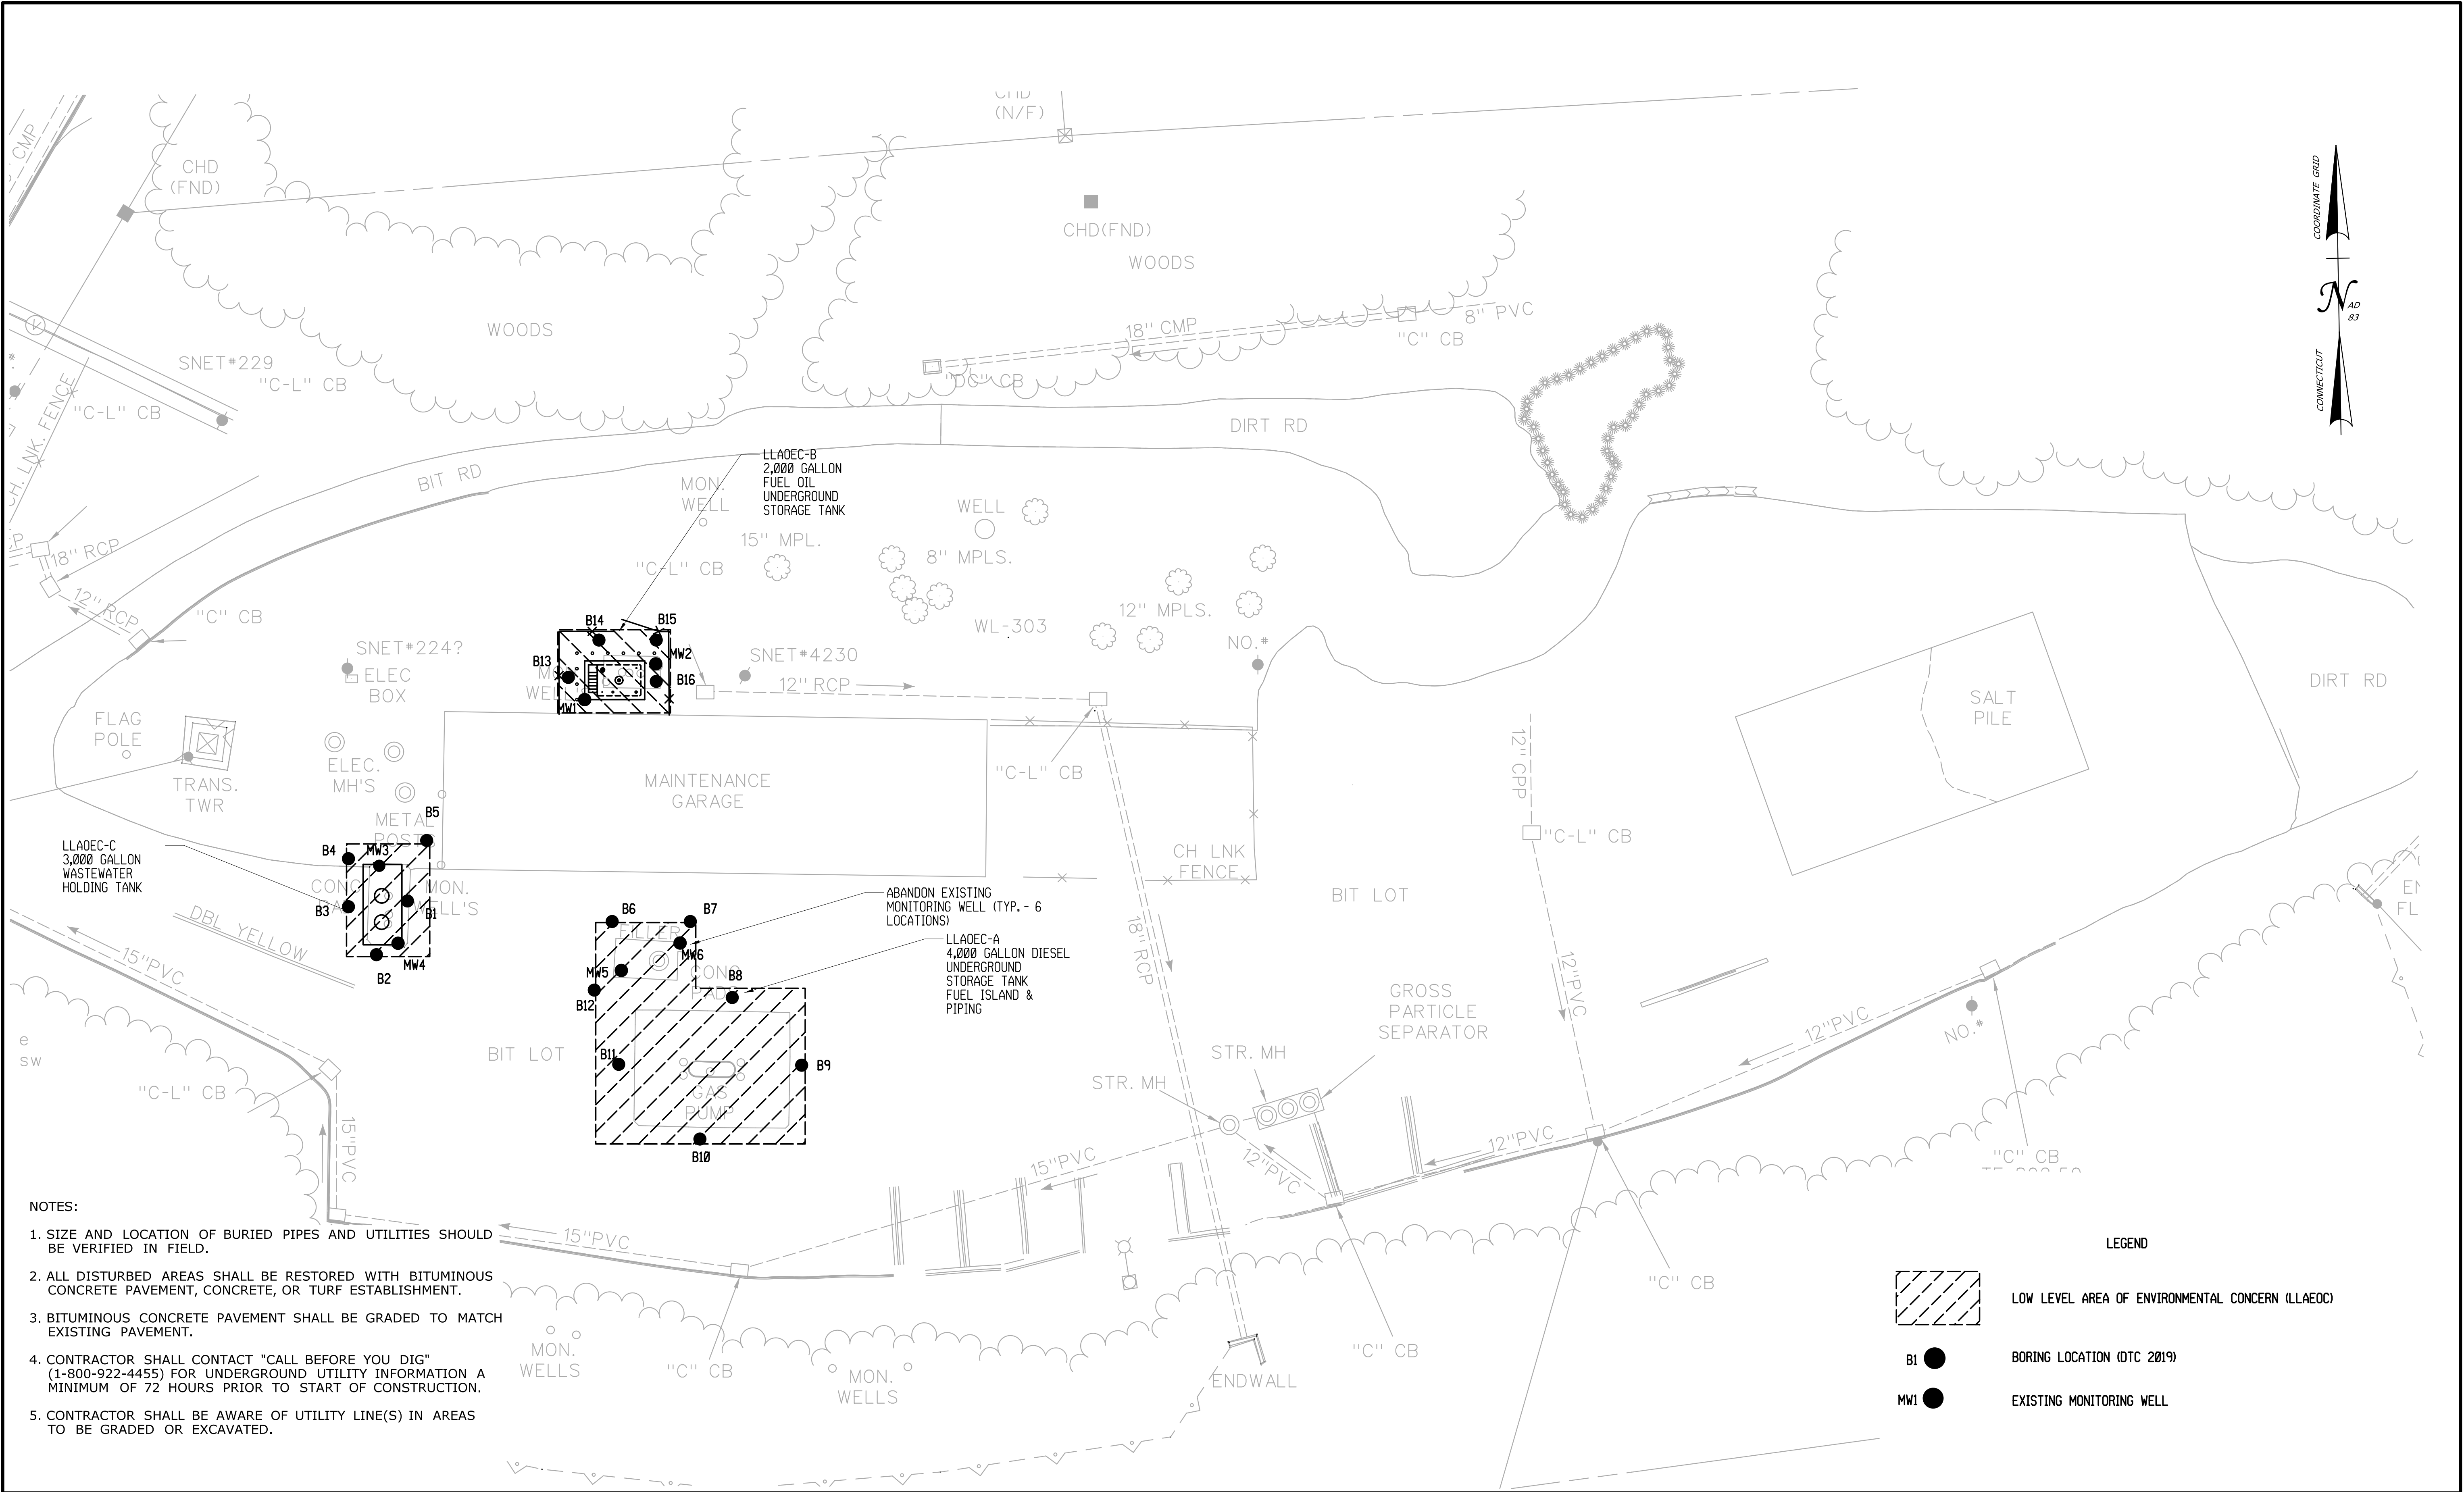 CHD
(N/F)
CMP
CHD
(FND)
CHD(FND)
WOODS
WOODS
18" CMP
8" PVC
"C" CB
"DG" CB
COORDINATE GRID
N
AD
83
CONNECTICUT
SNET#229
"C-L" CB
"C-L" CB
CH. LNK. FENCE
BIT RD
DIRT RD
LLAOEC-B
2,000 GALLON
FUEL OIL
UNDERGROUND
STORAGE TANK
MON.
WELL
WELL
15" MPL.
8" MPLS.
"C-L" CB
12" MPLS.
WL-303
NO.#
18" RCP
12" RCP
"C" CB
SNET#224?
ELEC
BOX
B14
B15
B13
MW2
B16
MW1
SNET#4230
12" RCP
DIRT RD
SALT
PILE
FLAG
POLE
TRANS.
TWR
ELEC.
MH'S
MAINTENANCE
GARAGE
"C-L" CB
12" CPP
"C-L" CB
METAL
POSTS
B5
B4
MW3
LLAOEC-C
3,000 GALLON
WASTEWATER
HOLDING TANK
CONC
MON.
WELL'S
B3
B1
B2
MW4
DBL YELLOW
15"PVC
CH LNK
FENCE
BIT LOT
ABANDON EXISTING
MONITORING WELL (TYP.- 6
LOCATIONS)
LLAOEC-A
4,000 GALLON DIESEL
UNDERGROUND
STORAGE TANK
FUEL ISLAND &
PIPING
B6
B7
FILLER
MW6
MW5
CONC
PAD
B8
B12
B11
B9
GAS
PUMP
B10
BIT LOT
18" RCP
12"PVC
GROSS
PARTICLE
SEPARATOR
STR. MH
STR. MH
NO.#
12"PVC
"C-L" CB
15"PVC
12"PVC
12"PVC
15"PVC
"C" CB
15"PVC
"C" CB
"C" CB
"C" CB
MON.
WELLS
MON.
WELLS
ENDWALL
e
sw
NOTES:
1. SIZE AND LOCATION OF BURIED PIPES AND UTILITIES SHOULD
BE VERIFIED IN FIELD.
2. ALL DISTURBED AREAS SHALL BE RESTORED WITH BITUMINOUS
CONCRETE PAVEMENT, CONCRETE, OR TURF ESTABLISHMENT.
3. BITUMINOUS CONCRETE PAVEMENT SHALL BE GRADED TO MATCH
EXISTING PAVEMENT.
4. CONTRACTOR SHALL CONTACT "CALL BEFORE YOU DIG"
(1-800-922-4455) FOR UNDERGROUND UTILITY INFORMATION A
MINIMUM OF 72 HOURS PRIOR TO START OF CONSTRUCTION.
5. CONTRACTOR SHALL BE AWARE OF UTILITY LINE(S) IN AREAS
TO BE GRADED OR EXCAVATED.
LEGEND
LOW LEVEL AREA OF ENVIRONMENTAL CONCERN (LLAEOC)
B1 BORING LOCATION (DTC 2019)
MW1 EXISTING MONITORING WELL